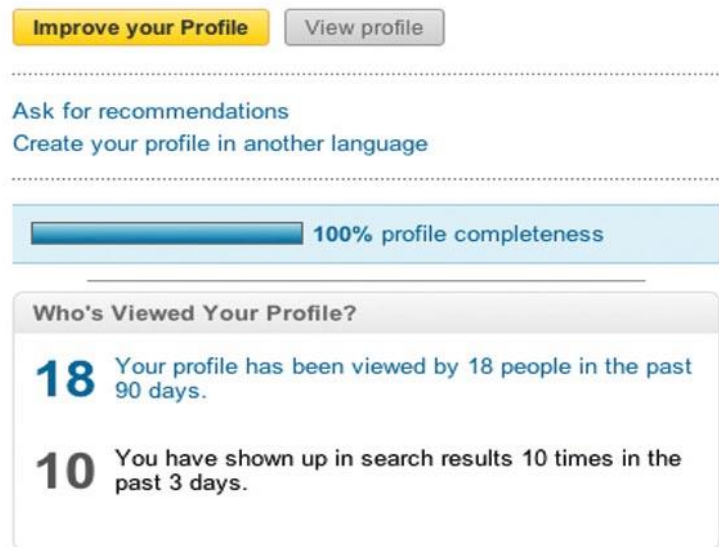 Improve your Profile View profile
Ask for recommendations
Create your profile in another language
100% profile completeness
Who's Viewed Your Profile?
18 Your profile has been viewed by 18 people in the past
90 days.
10 You have shown up in search results 10 times in the
past 3 days.